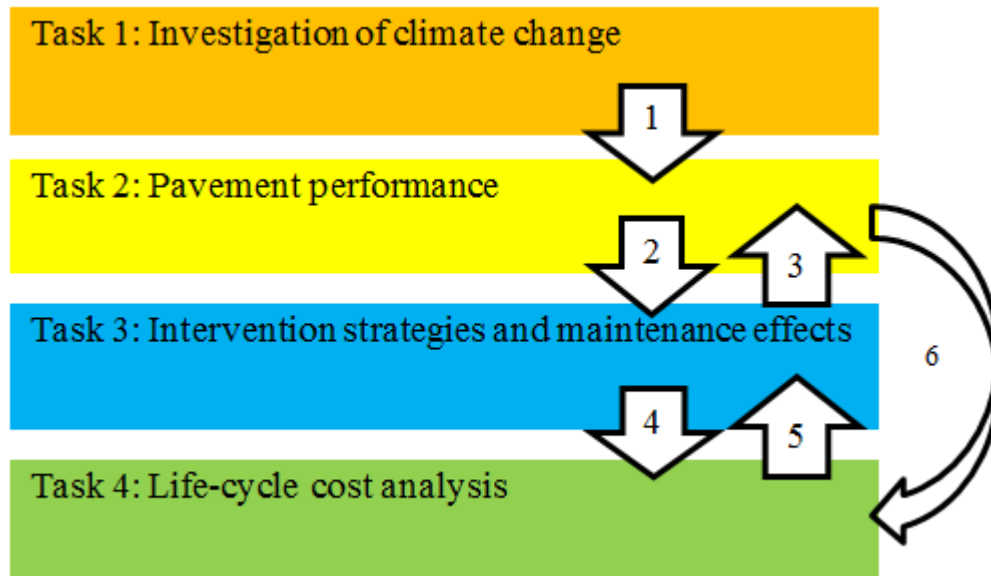 Task 1: Investigation of climate change
1
Task 2: Pavement performance
2
3
Task 3: Intervention strategies and maintenance effects
6
4
5
Task 4: Life-cycle cost analysis